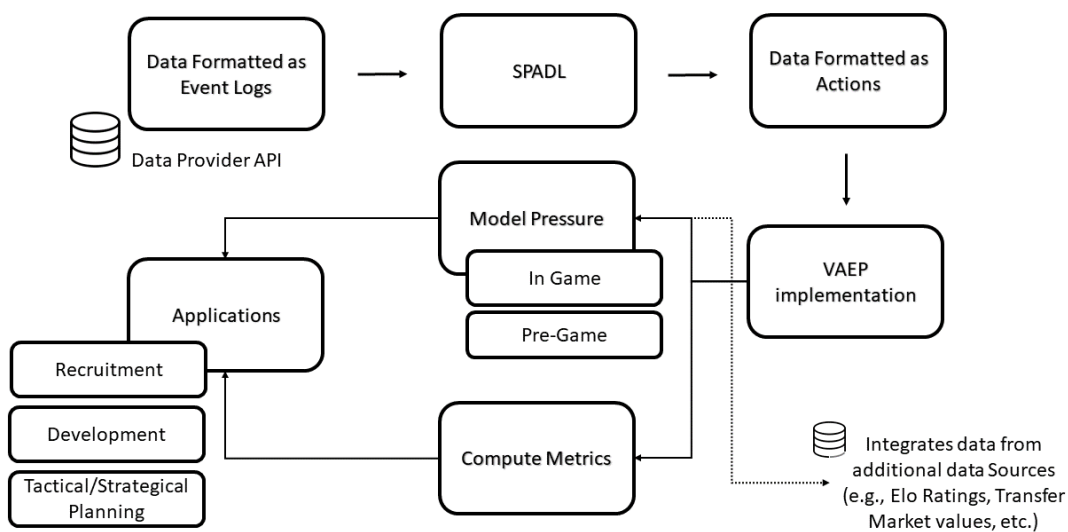 Data Formatted as
Event Logs
SPADL
Data Formatted as
Actions
Data Provider API
Model Pressure
In Game
Pre-Game
VAEP
implementation
Applications
Recruitment
Development
Tactical/Strategical
Planning
Compute Metrics
Integrates data from
additional data Sources
(e.g., Elo Ratings, Transfer
Market values, etc.)